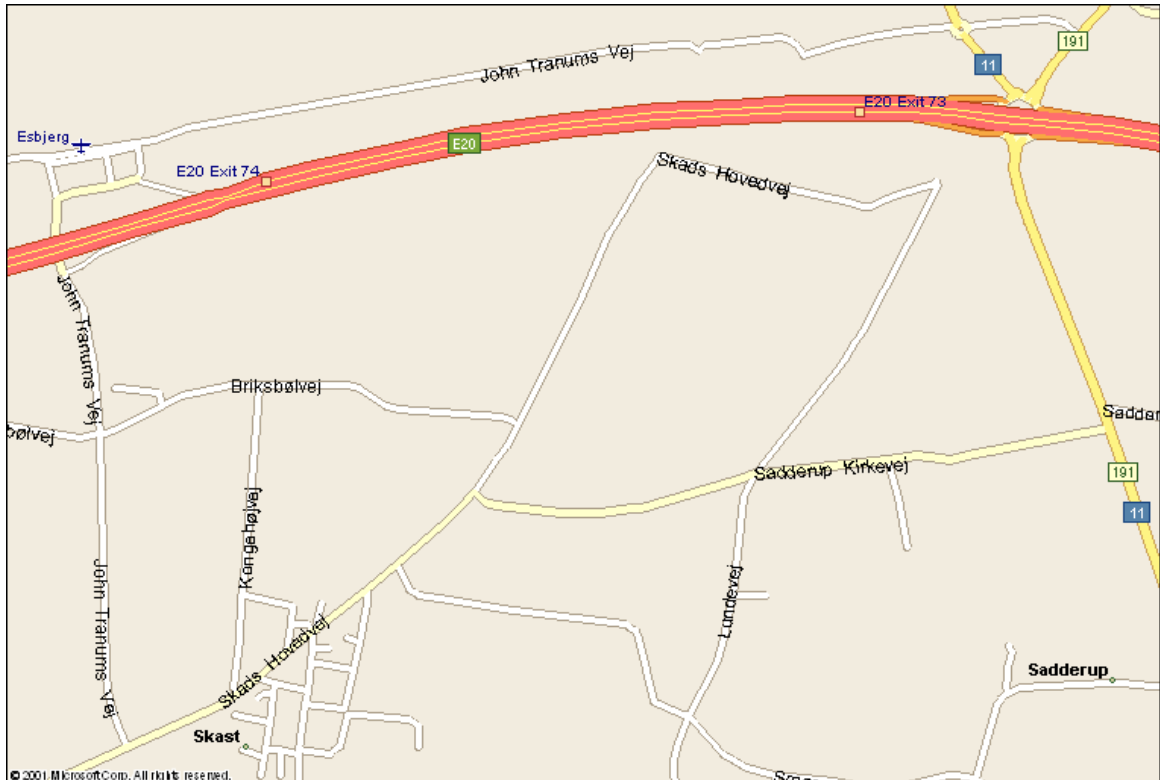 John Tranums Vej
191
11
E20 Exit 73
Esbjerg
E20
E20 Exit 74
Skads Hovedvej
John Tranums Vej
Briksbølvej
Sadder
bølvej
Sadderup Kirkevej
191
11
Kongehøjvej
John Tranums Vej
Lundevej
Skads Hovedvej
Sadderup
Skast
© 2001 Microsoft Corp. All rights reserved.